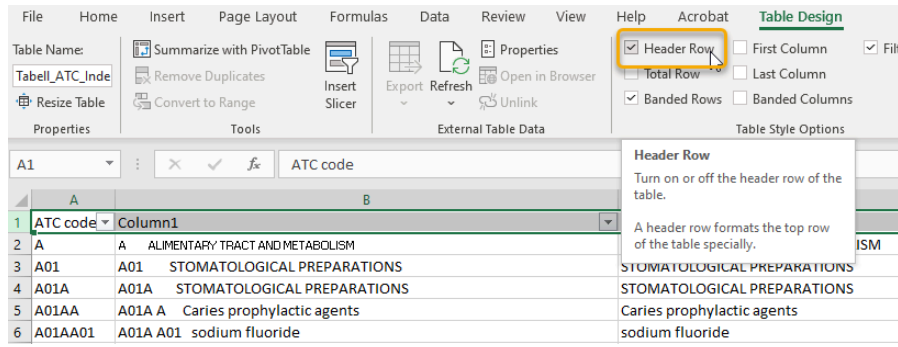 File Home Insert Page Layout Formulas Data Review View Help Acrobat Table Design
Table Name: Summarize with PivotTable Properties Header Row First Column
Tabell_ATC_Inde Remove Duplicates Insert Slicer Export Refresh Open in Browser Total Row Last Column
Resize Table Convert to Range Unlink Banded Rows Banded Columns
Properties Tools External Table Data Table Style Options
A1 fx ATC code
Header Row
Turn on or off the header row of the
table.
A header row formats the top row
of the table specially.
A B
1 ATC code Column1
2 A A ALIMENTARY TRACT AND METABOLISM ISM
3 A01 A01 STOMATOLOGICAL PREPARATIONS STOMATOLOGICAL PREPARATIONS
4 A01A A01A STOMATOLOGICAL PREPARATIONS STOMATOLOGICAL PREPARATIONS
5 A01AA A01A A Caries prophylactic agents Caries prophylactic agents
6 A01AA01 A01A A01 sodium fluoride sodium fluoride